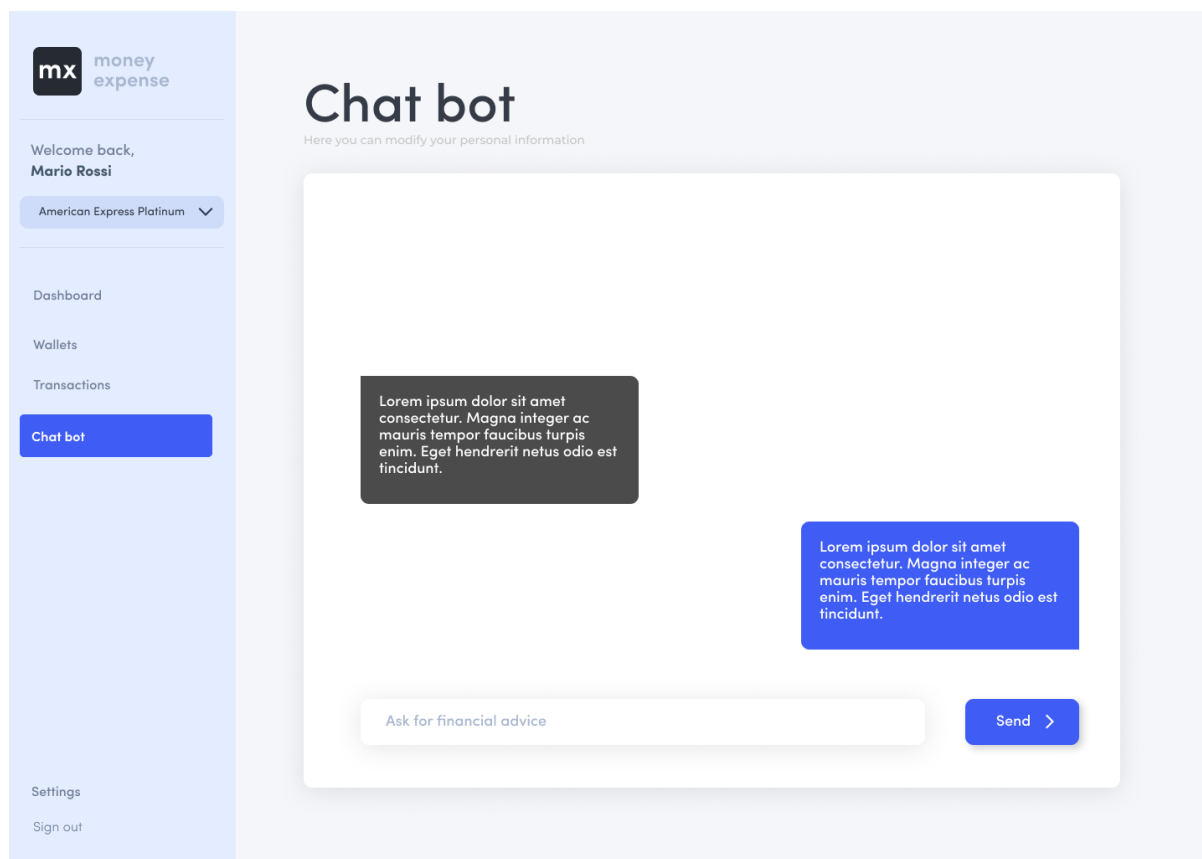 mx
money
expense
Welcome back,
Mario Rossi
American Express Platinum
Dashboard
Wallets
Transactions
Chat bot
Settings
Sign out
Chat bot
Here you can modify your personal information
Lorem ipsum dolor sit amet
consectetur. Magna integer ac
mauris tempor faucibus turpis
enim. Eget hendrerit netus odio est
tincidunt.
Lorem ipsum dolor sit amet
consectetur. Magna integer ac
mauris tempor faucibus turpis
enim. Eget hendrerit netus odio est
tincidunt.
Ask for financial advice
Send